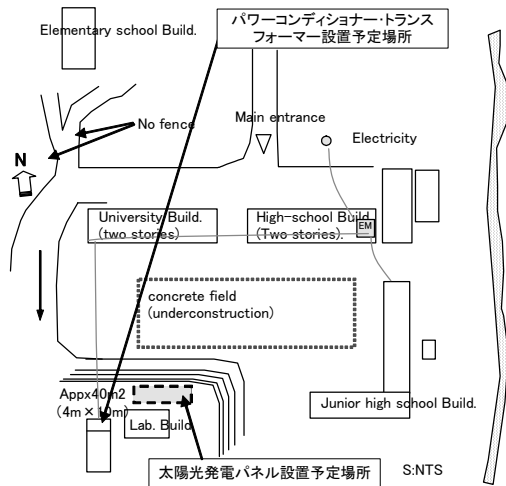 パワーコンディショナー・トランス
フォーマー設置予定場所
Elementary school Build.
No fence
Main entrance
Electricity
N
University Build.
(two stories)
High-school Build.
(Two stories).
EM
concrete field
(underconstruction)
Appx40m2
(4m×10m)
Lab. Build.
Junior high school Build.
太陽光発電パネル設置予定場所
S:NTS